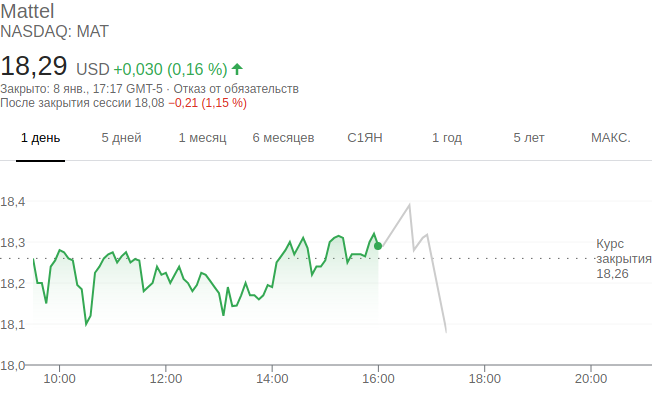 Mattel
NASDAQ: MAT
18,29 USD +0,030 (0,16 %)
Закрыто: 8 янв., 17:17 GMT-5 · Отказ от обязательств
После закрытия сессии 18,08 −0,21 (1,15 %)
1 день 5 дней 1 месяц 6 месяцев С1ЯН 1 год 5 лет МАКС.
18,4
18,3
Курс
закрытия
18,26
18,2
18,1
18,0
10:00 12:00 14:00 16:00 18:00 20:00